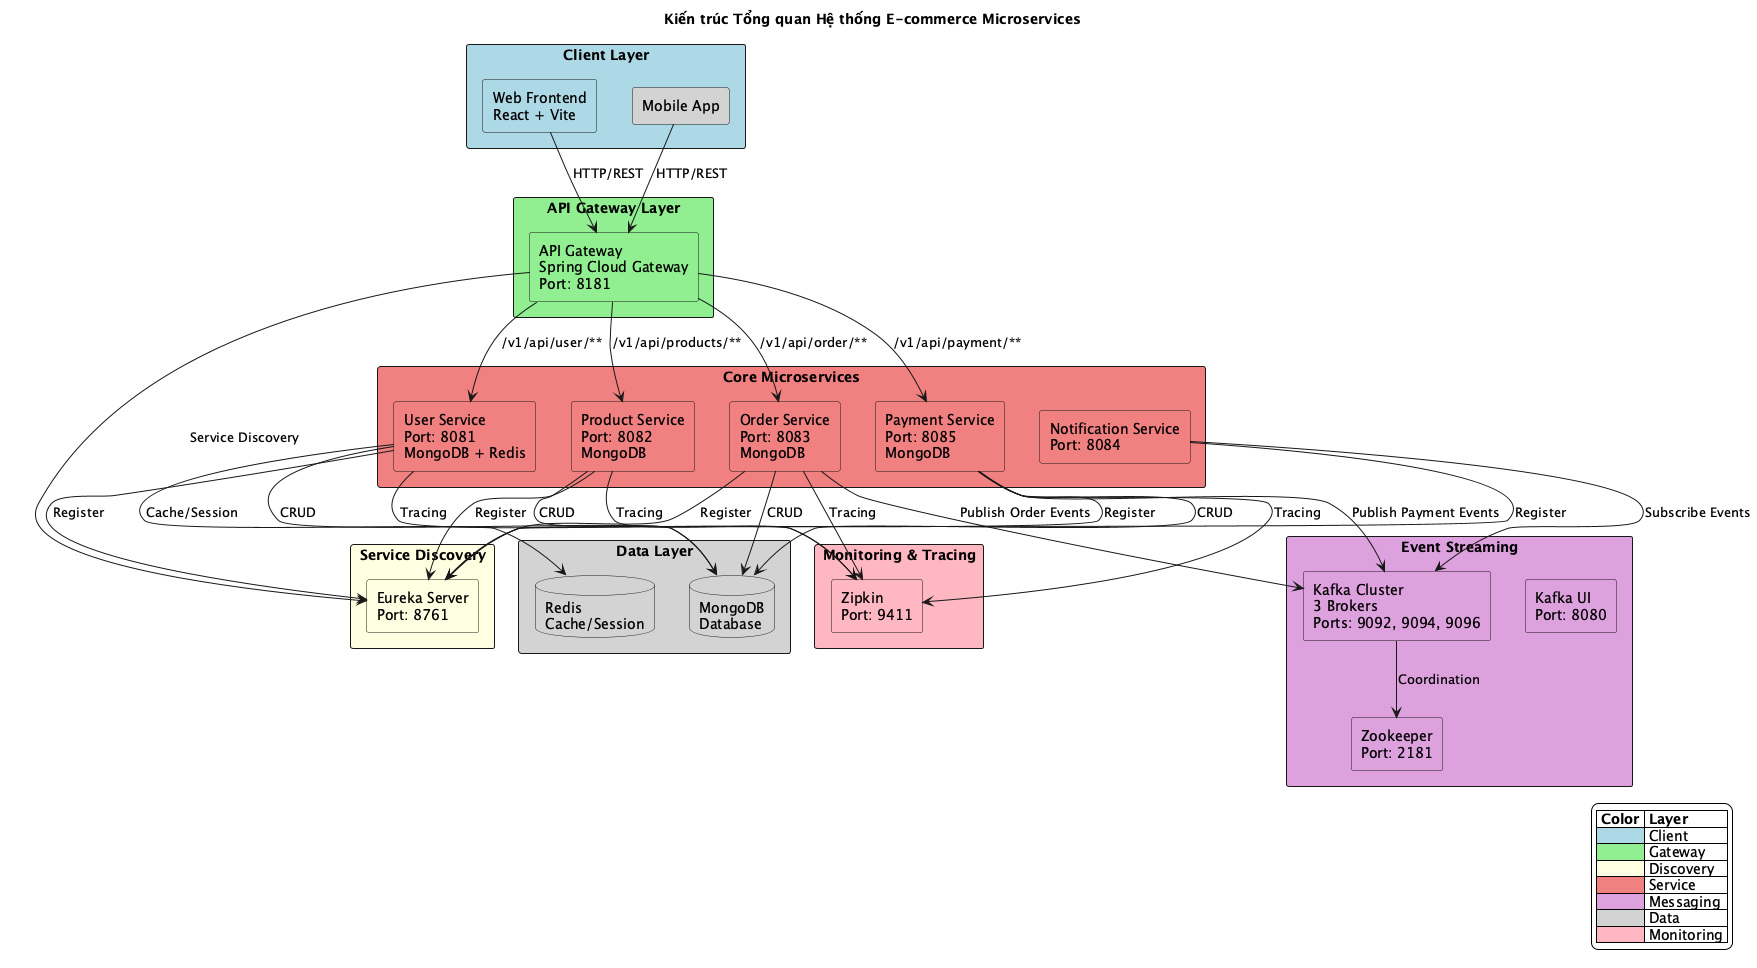 Kiến trúc Tổng quan Hệ thống E-commerce Microservices
Client Layer
Web Frontend
React + Vite
Mobile App
HTTP/REST
HTTP/REST
API Gateway Layer
API Gateway
Spring Cloud Gateway
Port: 8181
/v1/api/user/**
/v1/api/products/**
/v1/api/order/**
/v1/api/payment/**
Core Microservices
User Service
Port: 8081
MongoDB + Redis
Product Service
Port: 8082
MongoDB
Order Service
Port: 8083
MongoDB
Payment Service
Port: 8085
MongoDB
Notification Service
Port: 8084
Service Discovery
Register
Cache/Session
CRUD
Tracing
Register
CRUD
Tracing
Register
CRUD
Tracing
Publish Order Events
Register
CRUD
Tracing
Publish Payment Events
Register
Subscribe Events
Service Discovery
Eureka Server
Port: 8761
Data Layer
Redis
Cache/Session
MongoDB
Database
Monitoring & Tracing
Zipkin
Port: 9411
Event Streaming
Kafka Cluster
3 Brokers
Ports: 9092, 9094, 9096
Kafka UI
Port: 8080
Coordination
Zookeeper
Port: 2181
Color Layer
Client
Gateway
Discovery
Service
Messaging
Data
Monitoring